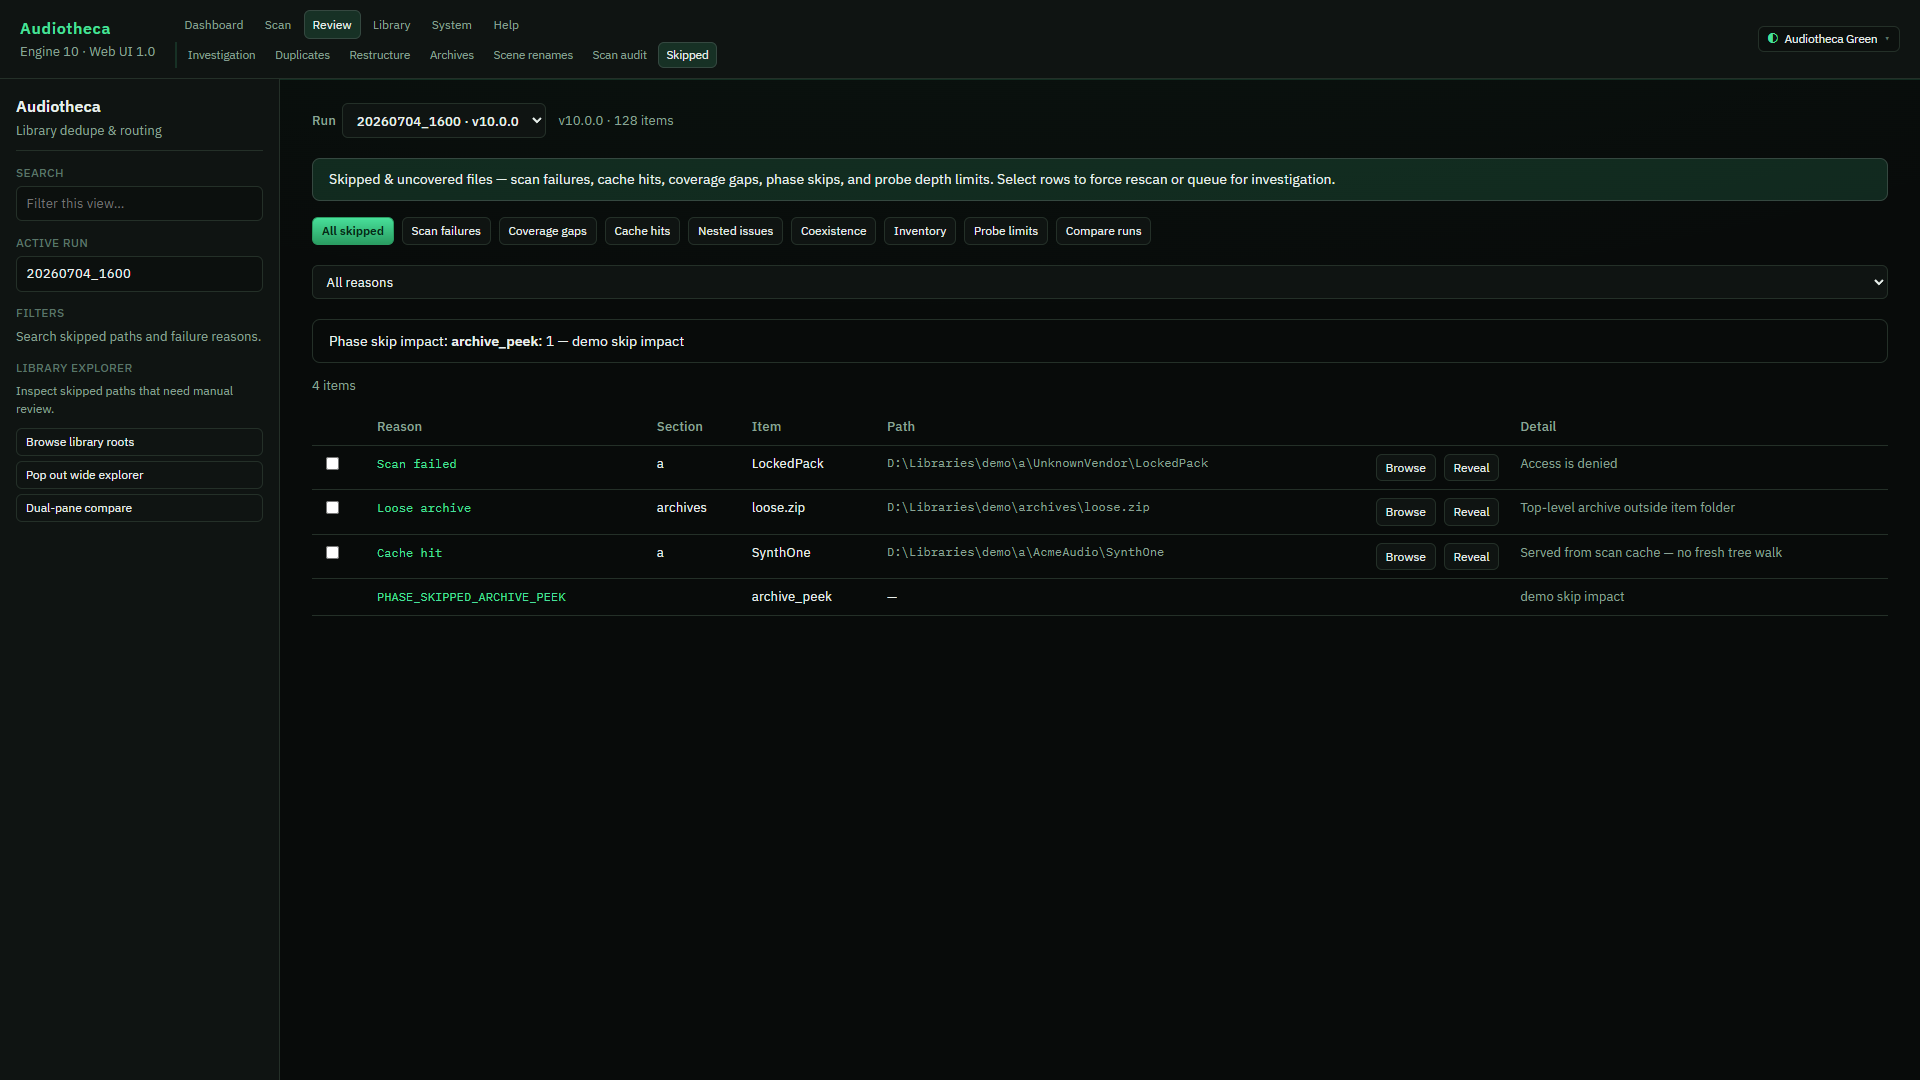 Audiotheca
Engine 10 · Web UI 1.0
Dashboard Scan Review Library System Help
Investigation Duplicates Restructure Archives Scene renames Scan audit Skipped
Audiotheca Green
Audiotheca
Library dedupe & routing
SEARCH
Filter this view...
ACTIVE RUN
20260704_1600
FILTERS
Search skipped paths and failure reasons.
LIBRARY EXPLORER
Inspect skipped paths that need manual
review.
Browse library roots
Pop out wide explorer
Dual-pane compare
Run 20260704_1600 · v10.0.0 v10.0.0 · 128 items
Skipped & uncovered files — scan failures, cache hits, coverage gaps, phase skips, and probe depth limits. Select rows to force rescan or queue for investigation.
All skipped Scan failures Coverage gaps Cache hits Nested issues Coexistence Inventory Probe limits Compare runs
All reasons
Phase skip impact: archive_peek: 1 — demo skip impact
4 items
Reason Section Item Path Detail
Scan failed a LockedPack D:\Libraries\demo\a\UnknownVendor\LockedPack Browse Reveal Access is denied
Loose archive archives loose.zip D:\Libraries\demo\archives\loose.zip Browse Reveal Top-level archive outside item folder
Cache hit a SynthOne D:\Libraries\demo\a\AcmeAudio\SynthOne Browse Reveal Served from scan cache — no fresh tree walk
PHASE_SKIPPED_ARCHIVE_PEEK archive_peek — demo skip impact